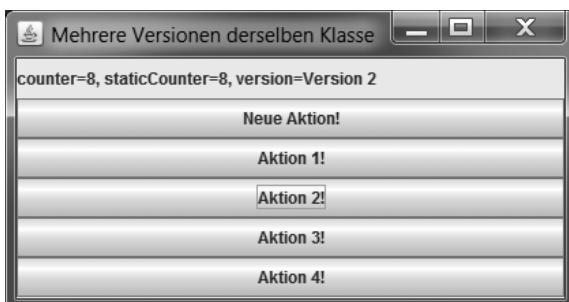 Mehrere Versionen derselben Klasse
counter=8, staticCounter=8, version=Version 2
Neue Aktion!
Aktion 1!
Aktion 2!
Aktion 3!
Aktion 4!